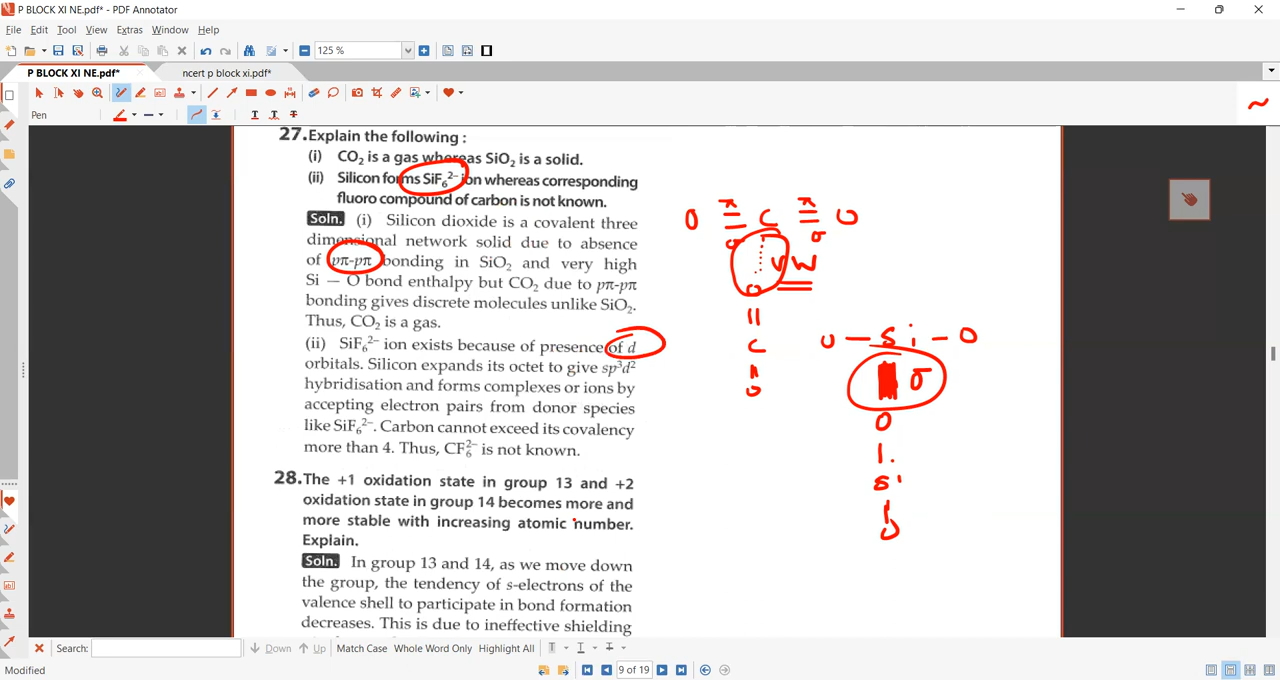 P BLOCK XI NE.pdf* - PDF Annotator
File Edit Tool View Extras Window Help
125 %
P BLOCK XI NE.pdf* ncert p block xi.pdf*
Pen
27. Explain the following :
(i) CO₂ is a gas whereas SiO₂ is a solid.
(ii) Silicon forms SiF₆²⁻ ion whereas corresponding
fluoro compound of carbon is not known.
Soln. (i) Silicon dioxide is a covalent three
dimensional network solid due to absence
of pπ-pπ bonding in SiO₂ and very high
Si — O bond enthalpy but CO₂ due to pπ-pπ
bonding gives discrete molecules unlike SiO₂.
Thus, CO₂ is a gas.
(ii) SiF₆²⁻ ion exists because of presence of d
orbitals. Silicon expands its octet to give sp³d²
hybridisation and forms complexes or ions by
accepting electron pairs from donor species
like SiF₆²⁻. Carbon cannot exceed its covalency
more than 4. Thus, CF₆²⁻ is not known.
28. The +1 oxidation state in group 13 and +2
oxidation state in group 14 becomes more and
more stable with increasing atomic number.
Explain.
Soln. In group 13 and 14, as we move down
the group, the tendency of s-electrons of the
valence shell to participate in bond formation
decreases. This is due to ineffective shielding
π π
O = C = O
σ σ
V W
O
=
C
=
O
O — Si — O
σ
O
|
Si
|
O
Search: Down Up Match Case Whole Word Only Highlight All
Modified 9 of 19